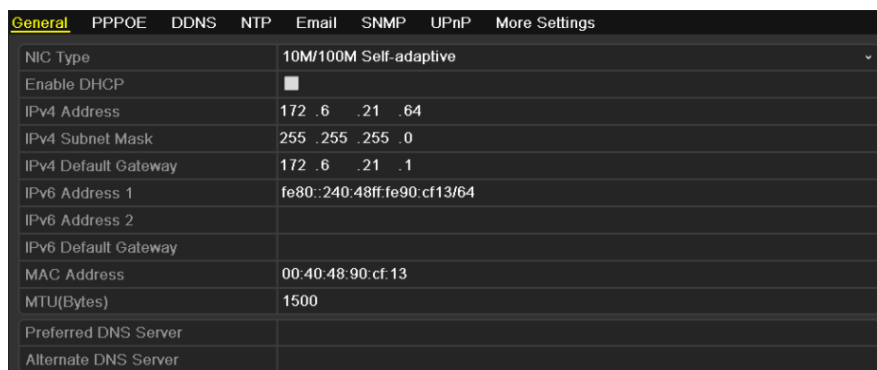 General PPPOE DDNS NTP Email SNMP UPnP More Settings
NIC Type 10M/100M Self-adaptive
Enable DHCP
IPv4 Address 172 .6 .21 .64
IPv4 Subnet Mask 255 .255 .255 .0
IPv4 Default Gateway 172 .6 .21 .1
IPv6 Address 1 fe80::240:48ff:fe90:cf13/64
IPv6 Address 2
IPv6 Default Gateway
MAC Address 00:40:48:90:cf:13
MTU(Bytes) 1500
Preferred DNS Server
Alternate DNS Server